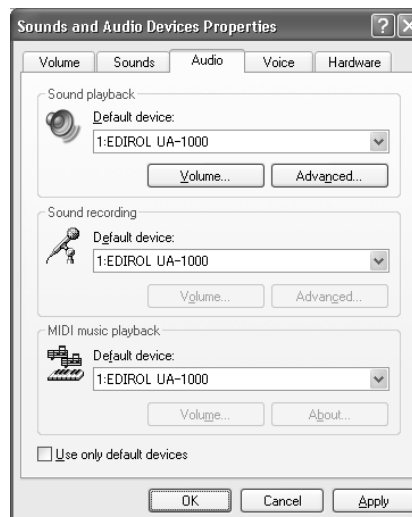 Sounds and Audio Devices Properties
Volume Sounds Audio Voice Hardware
Sound playback
Default device:
1:EDIROL UA-1000
Volume... Advanced...
Sound recording
Default device:
1:EDIROL UA-1000
Volume... Advanced...
MIDI music playback
Default device:
1:EDIROL UA-1000
Volume... About...
Use only default devices
OK Cancel Apply